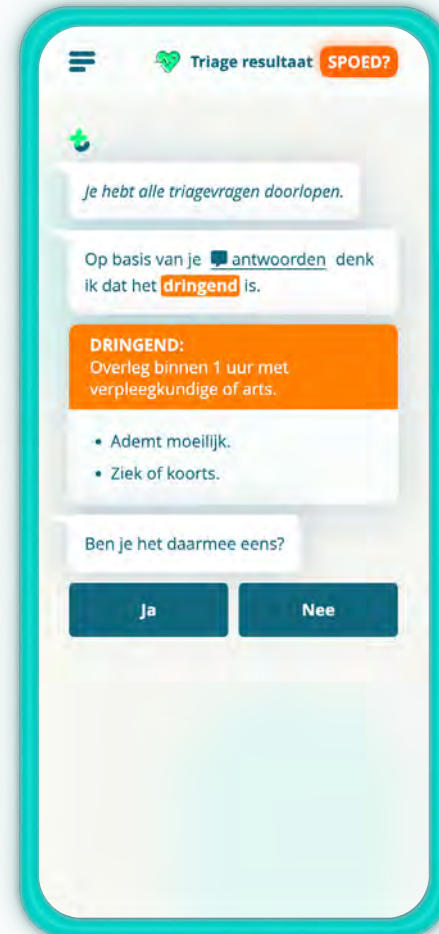 Triage resultaat SPOED?
Je hebt alle triagevragen doorlopen.
Op basis van je antwoorden denk
ik dat het dringend is.
DRINGEND:
Overleg binnen 1 uur met
verpleegkundige of arts.
• Ademt moeilijk.
• Ziek of koorts.
Ben je het daarmee eens?
Ja
Nee